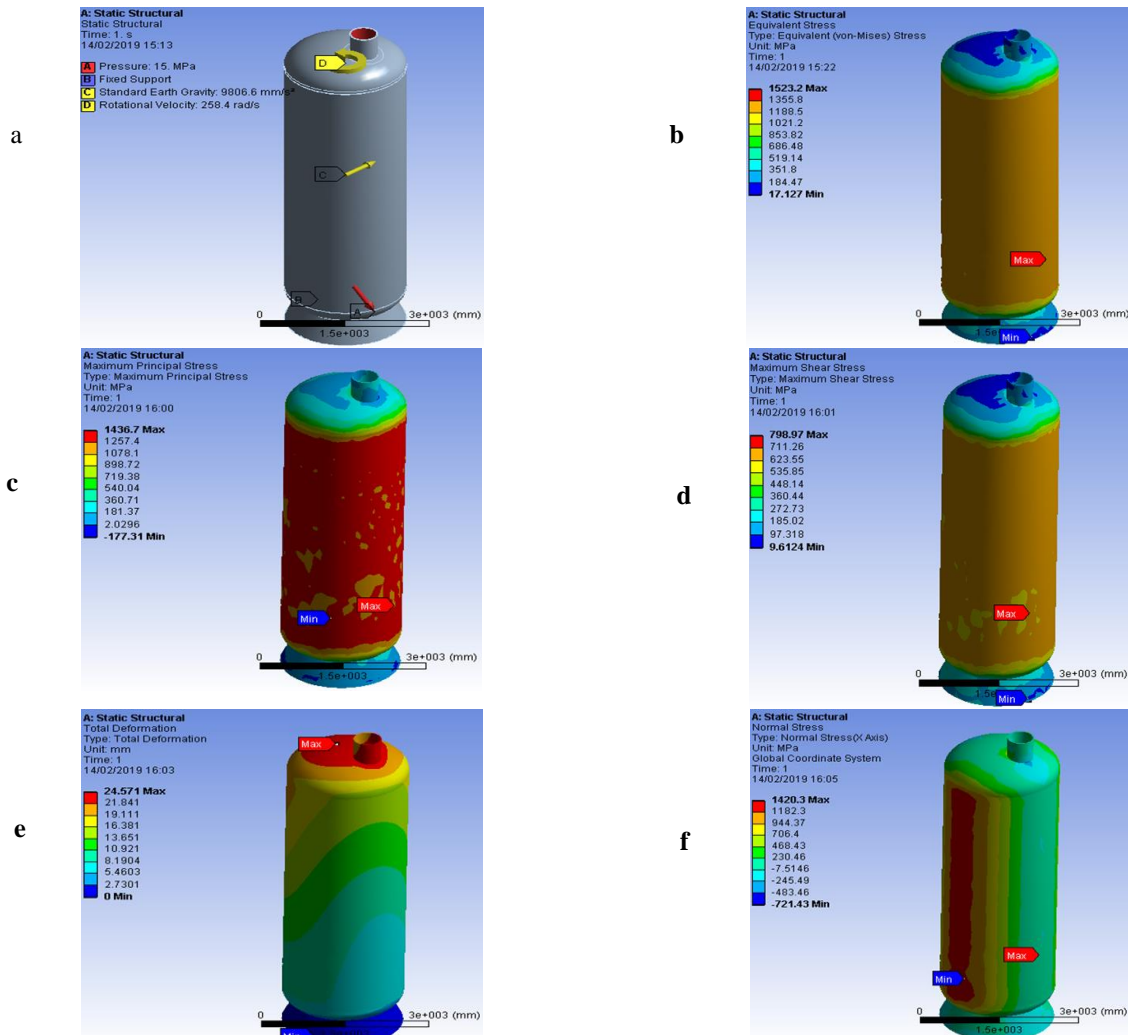 a
A: Static Structural
Static Structural
Time: 1. s
14/02/2019 15:13
A Pressure: 15. MPa
B Fixed Support
C Standard Earth Gravity: 9806.6 mm/s²
D Rotational Velocity: 258.4 rad/s
D
C
B
A
0 3e+003 (mm)
1.5e+003
b
Equivalent Stress
Type: Equivalent (von-Mises) Stress
Unit: MPa
Time: 1
14/02/2019 15:22
1523.2 Max
1355.8
1188.5
1021.2
853.82
686.48
519.14
351.8
184.47
17.127 Min
Max
Min
0 3e+003 (mm)
c
A: Static Structural
Maximum Principal Stress
Type: Maximum Principal Stress
Unit: MPa
Time: 1
14/02/2019 16:00
1436.7 Max
1257.4
1078.1
898.72
719.38
540.04
360.71
181.37
2.0296
-177.31 Min
Max
Min
0 3e+003 (mm)
1.5e+003
d
A: Static Structural
Maximum Shear Stress
Type: Maximum Shear Stress
Unit: MPa
Time: 1
14/02/2019 16:01
798.97 Max
711.26
623.55
535.85
448.14
360.44
272.73
185.02
97.318
9.6124 Min
Max
Min
0 3e+003 (mm)
e
A: Static Structural
Total Deformation
Type: Total Deformation
Unit: mm
Time: 1
14/02/2019 16:03
24.571 Max
21.841
19.111
16.381
13.651
10.921
8.1904
5.4603
2.7301
0 Min
Max
Min
0 3e+003 (mm)
1.5e+003
f
A: Static Structural
Normal Stress
Type: Normal Stress(X Axis)
Unit: MPa
Global Coordinate System
Time: 1
14/02/2019 16:05
1420.3 Max
1182.3
944.37
706.4
468.43
230.46
-7.5146
-245.49
-483.46
-721.43 Min
Max
Min
0 3e+003 (mm)
1.5e+003